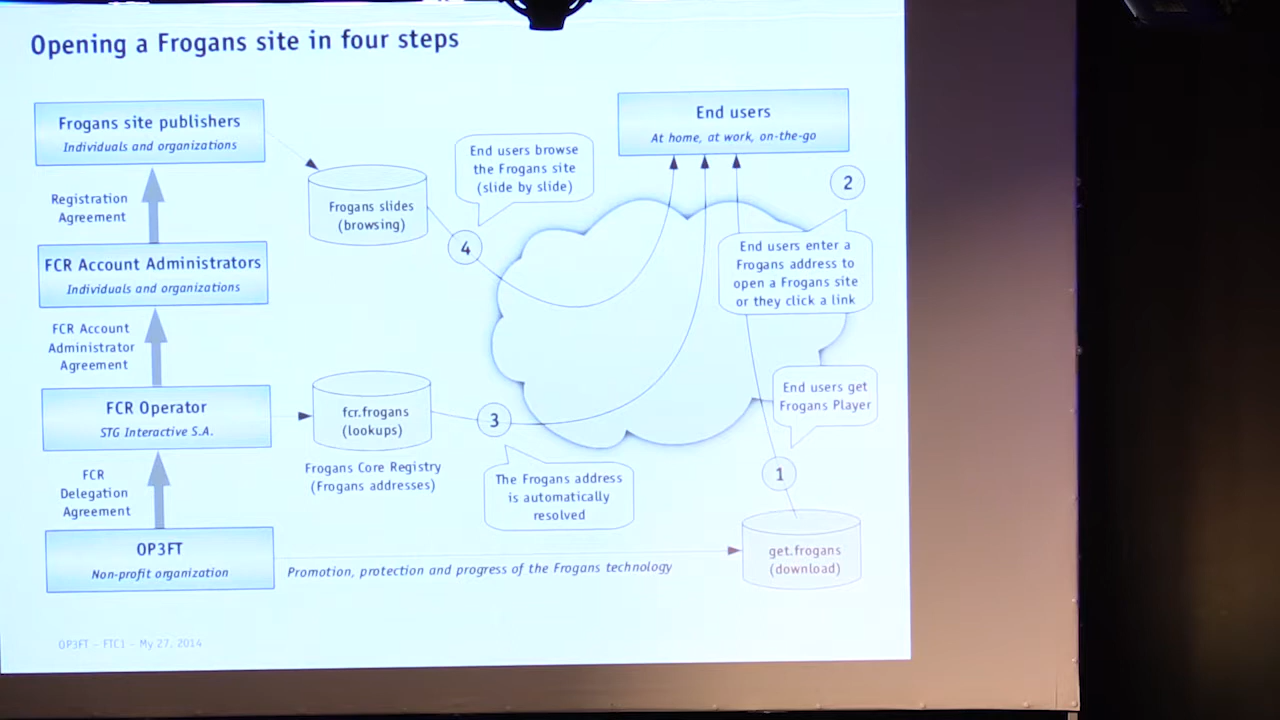 Opening a Frogans site in four steps
Frogans site publishers
Individuals and organizations
Registration
Agreement
FCR Account Administrators
Individuals and organizations
FCR Account
Administrator
Agreement
FCR Operator
STG Interactive S.A.
FCR
Delegation
Agreement
OP3FT
Non-profit organization
Frogans slides
(browsing)
End users browse
the Frogans site
(slide by slide)
4
End users
At home, at work, on-the-go
2
End users enter a
Frogans address to
open a Frogans site
or they click a link
fcr.frogans
(lookups)
Frogans Core Registry
(Frogans addresses)
3
The Frogans address
is automatically
resolved
End users get
Frogans Player
1
get.frogans
(download)
Promotion, protection and progress of the Frogans technology
OP3FT – FTC1 – My 27, 2014